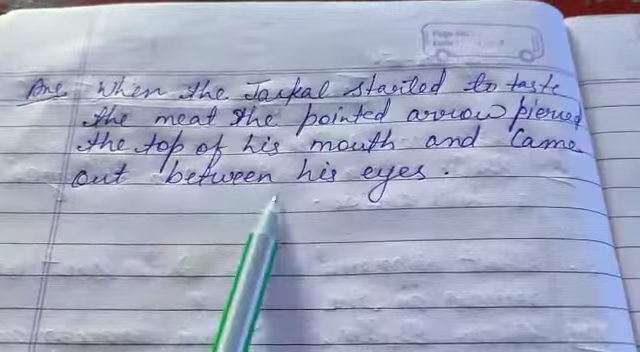 Ans. When the Jackal started to taste
the meat the pointed arrow pierced
the top of his mouth and came
out between his eyes.